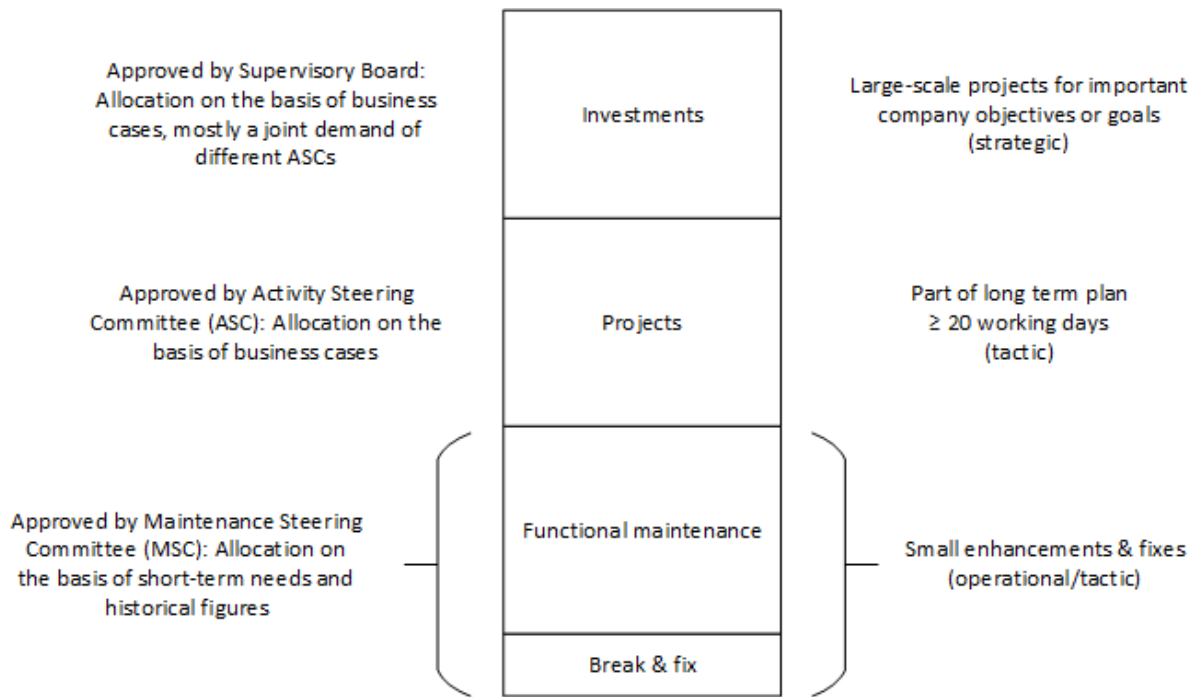 Approved by Supervisory Board:
Allocation on the basis of business
cases, mostly a joint demand of
different ASCs
Investments
Large-scale projects for important
company objectives or goals
(strategic)
Approved by Activity Steering
Committee (ASC): Allocation on the
basis of business cases
Projects
Part of long term plan
≥ 20 working days
(tactic)
Approved by Maintenance Steering
Committee (MSC): Allocation on
the basis of short-term needs and
historical figures
Functional maintenance
Small enhancements & fixes
(operational/tactic)
Break & fix